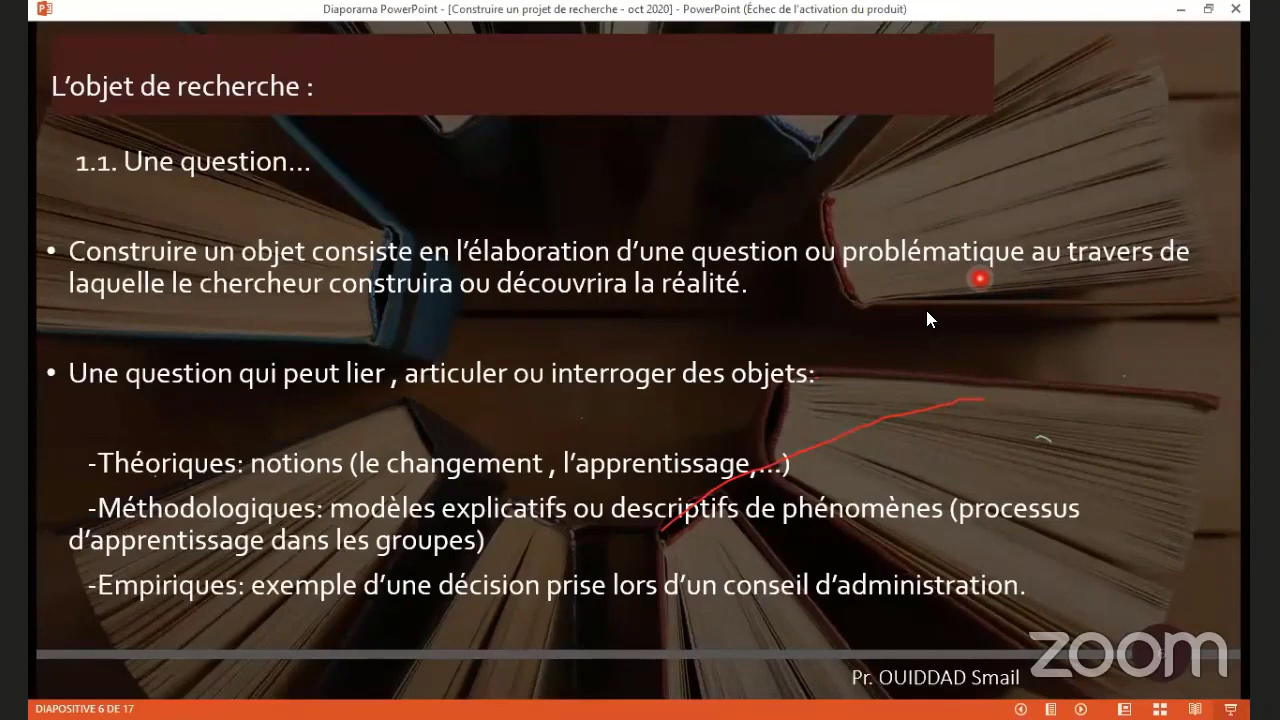 Diaporama PowerPoint - [Construire un projet de recherche - oct 2020] - PowerPoint (Échec de l'activation du produit)
L'objet de recherche :
1.1. Une question...
• Construire un objet consiste en l'élaboration d'une question ou problématique au travers de
laquelle le chercheur construira ou découvrira la réalité.
• Une question qui peut lier , articuler ou interroger des objets:
-Théoriques: notions (le changement , l'apprentissage,...)
-Méthodologiques: modèles explicatifs ou descriptifs de phénomènes (processus
d'apprentissage dans les groupes)
-Empiriques: exemple d'une décision prise lors d'un conseil d'administration.
zoom
Pr. OUIDDAD Smail
DIAPOSITIVE 6 DE 17